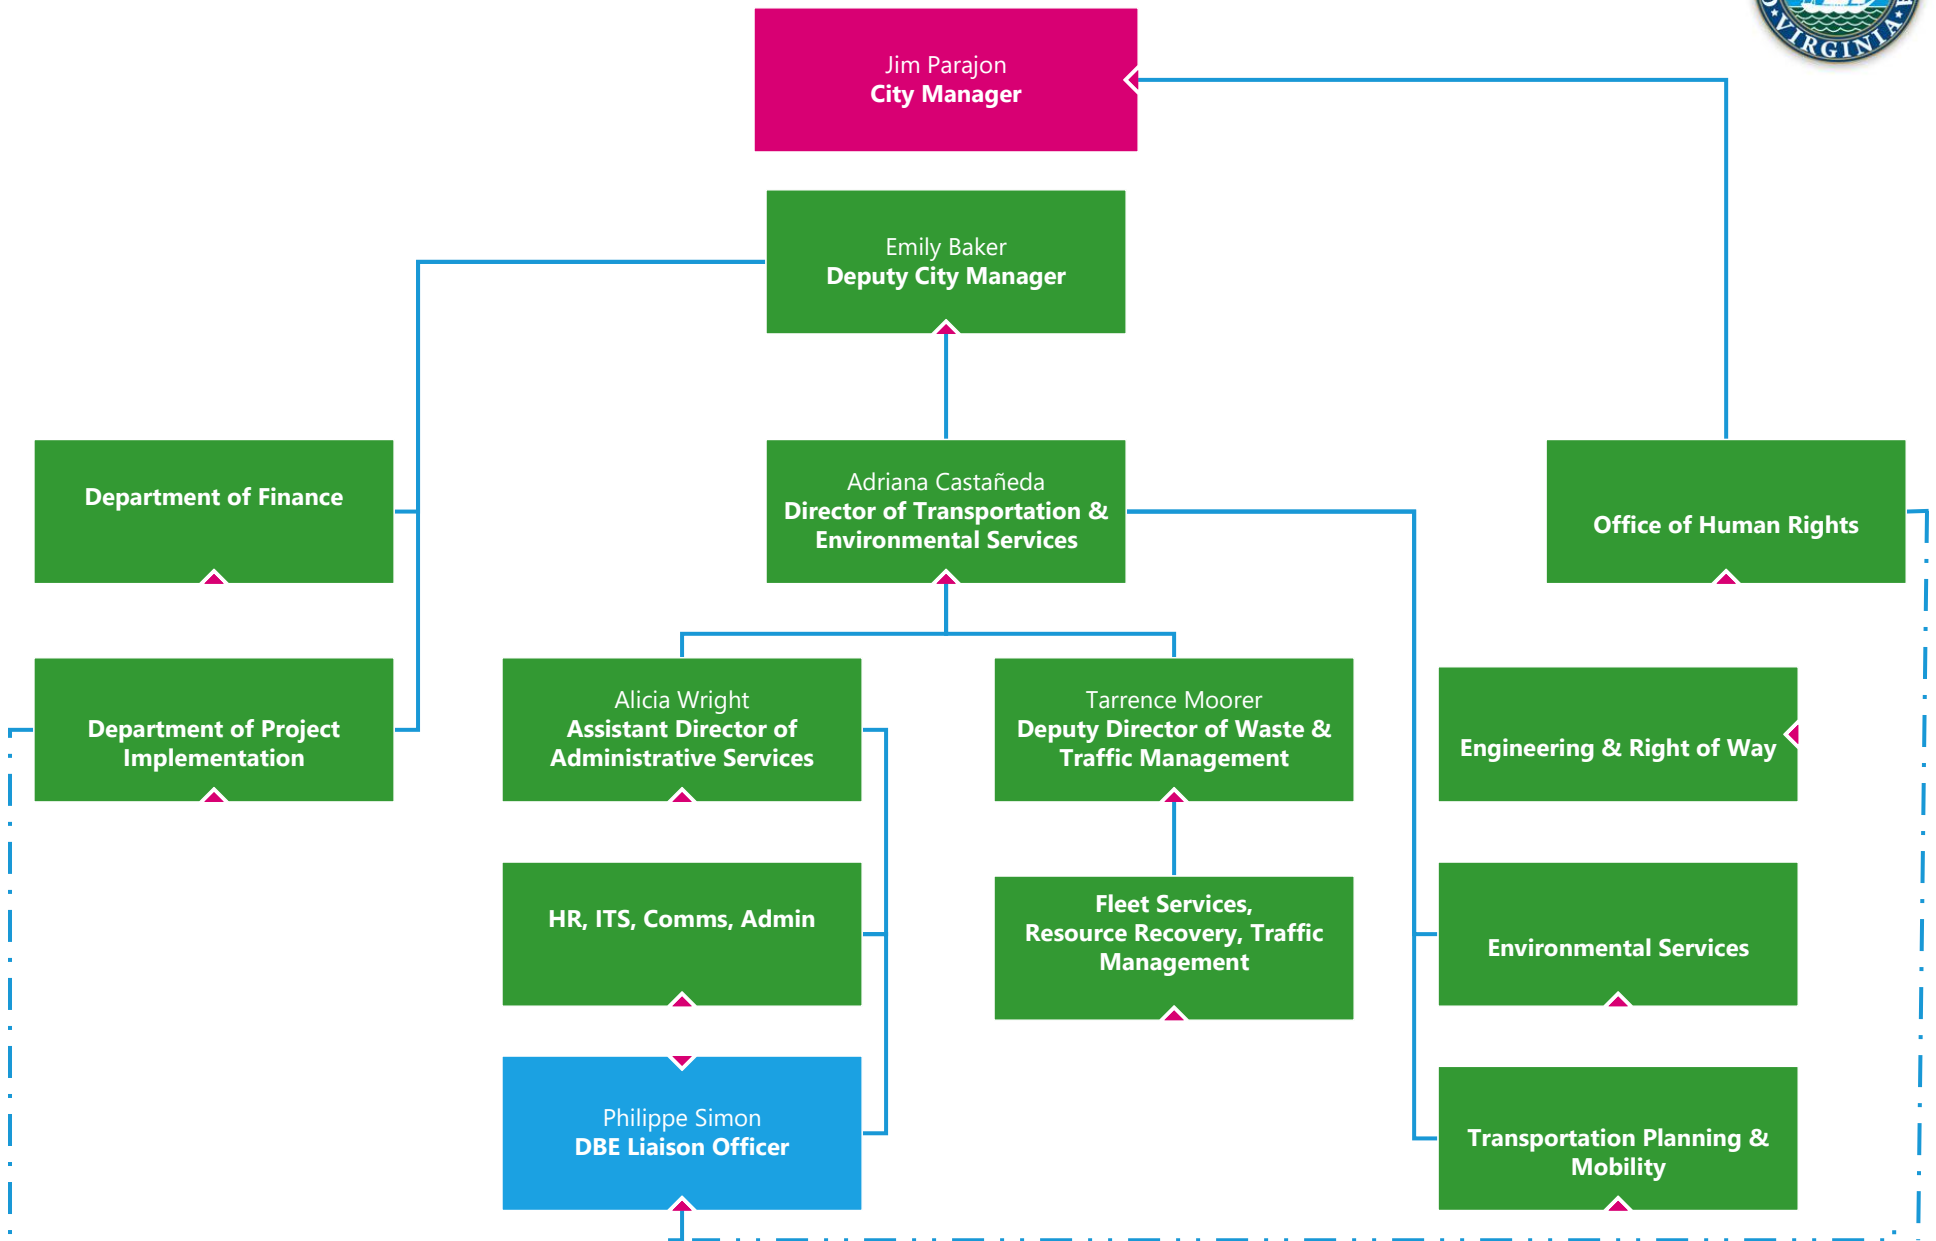 VIRGINIA
Jim Parajon
City Manager
Emily Baker
Deputy City Manager
Department of Finance
Adriana Castañeda
Director of Transportation &
Environmental Services
Office of Human Rights
Department of Project
Implementation
Alicia Wright
Assistant Director of
Administrative Services
Tarrence Moorer
Deputy Director of Waste &
Traffic Management
Engineering & Right of Way
HR, ITS, Comms, Admin
Fleet Services,
Resource Recovery, Traffic
Management
Environmental Services
Philippe Simon
DBE Liaison Officer
Transportation Planning &
Mobility